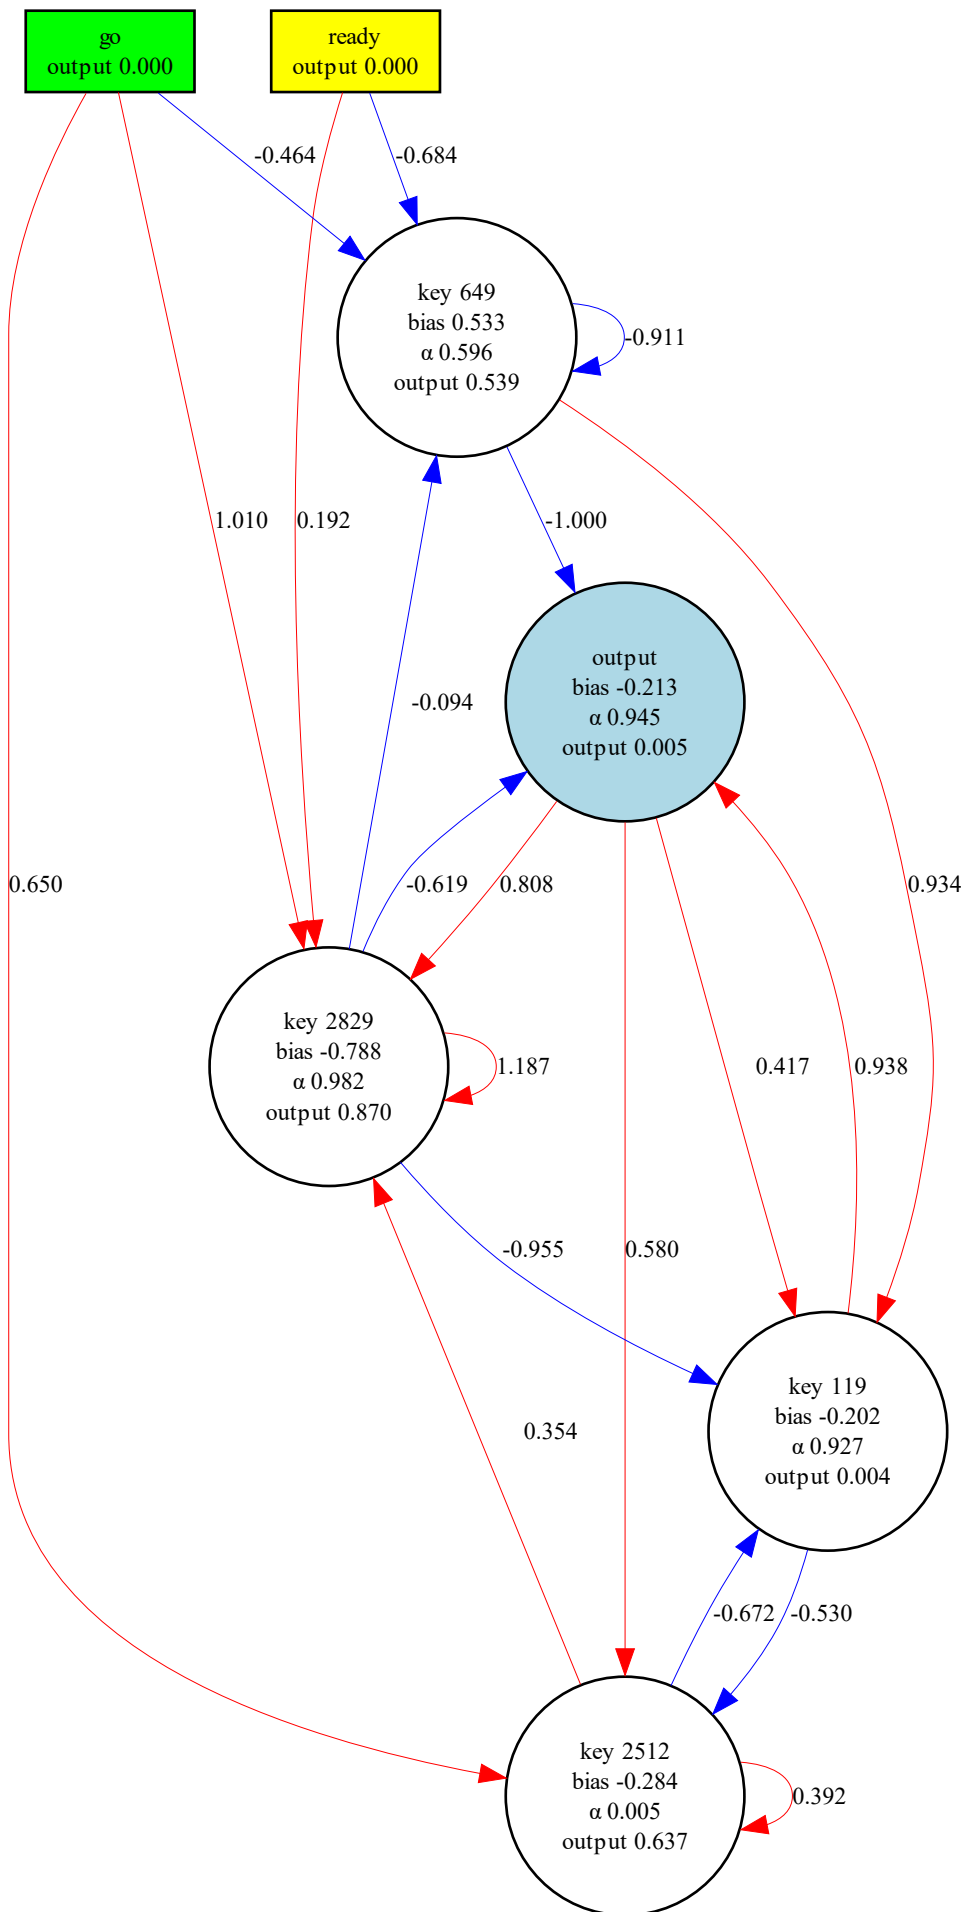 go
output 0.000
ready
output 0.000
-0.464
-0.684
key 649
bias 0.533
α 0.596
output 0.539
-0.911
1.010
0.192
-1.000
output
bias -0.213
α 0.945
output 0.005
-0.094
0.650
-0.619
0.808
0.934
key 2829
bias -0.788
α 0.982
output 0.870
1.187
0.417
0.938
-0.955
0.580
key 119
bias -0.202
α 0.927
output 0.004
0.354
-0.672
-0.530
key 2512
bias -0.284
α 0.005
output 0.637
0.392